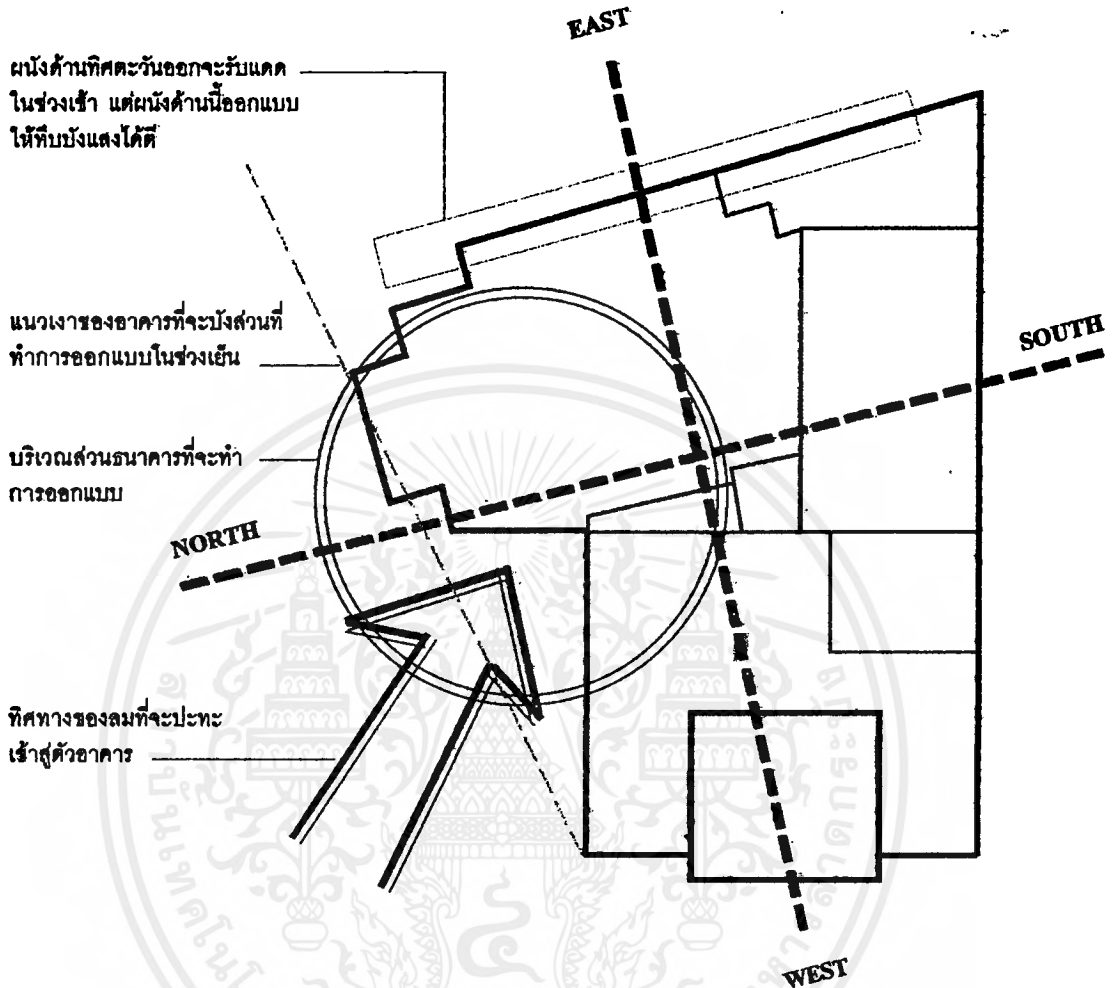 EAST
ผนังด้านทิศตะวันออกจะรับแดด
ในช่วงเช้า แต่ผนังด้านนี้ออกแบบ
ให้ทึบบังแสงได้ดี
แนวเงาของอาคารที่จะบังส่วนที่
ทำการออกแบบในช่วงเย็น
SOUTH
บริเวณส่วนธนาคารที่จะทำ
การออกแบบ
NORTH
ทิศทางของลมที่จะปะทะ
เข้าสู่ตัวอาคาร
WEST